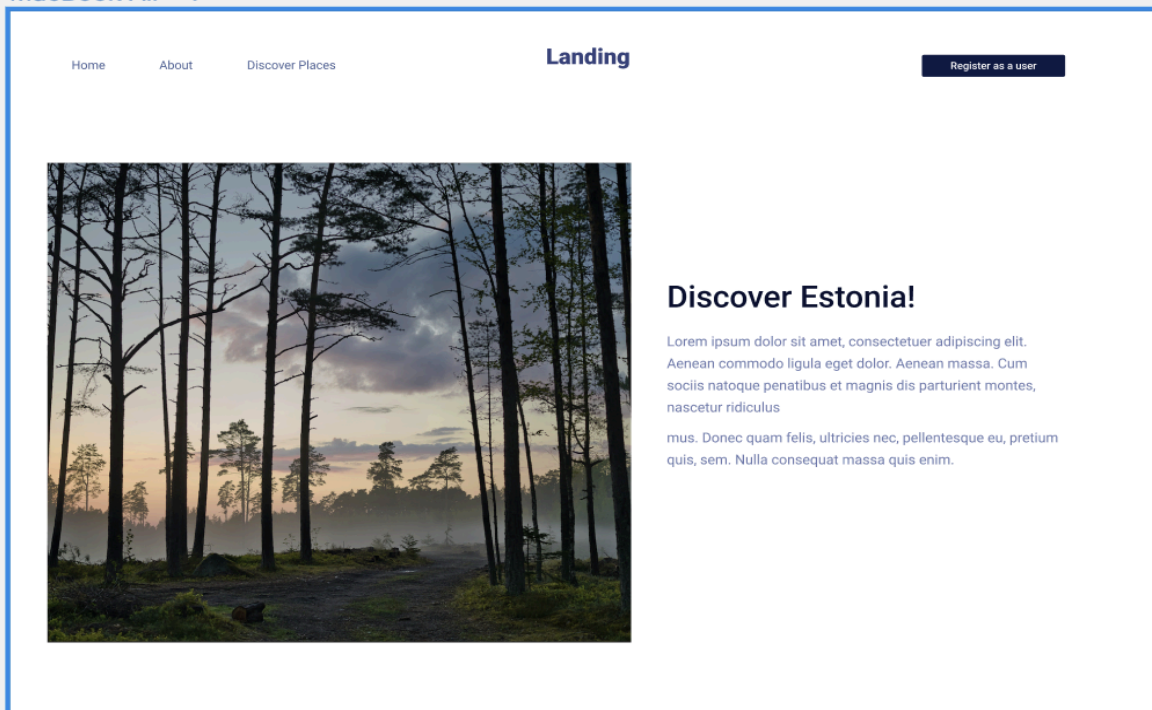 Home About Discover Places Landing Register as a user
Discover Estonia!
Lorem ipsum dolor sit amet, consectetuer adipiscing elit.
Aenean commodo ligula eget dolor. Aenean massa. Cum
sociis natoque penatibus et magnis dis parturient montes,
nascetur ridiculus
mus. Donec quam felis, ultricies nec, pellentesque eu, pretium
quis, sem. Nulla consequat massa quis enim.